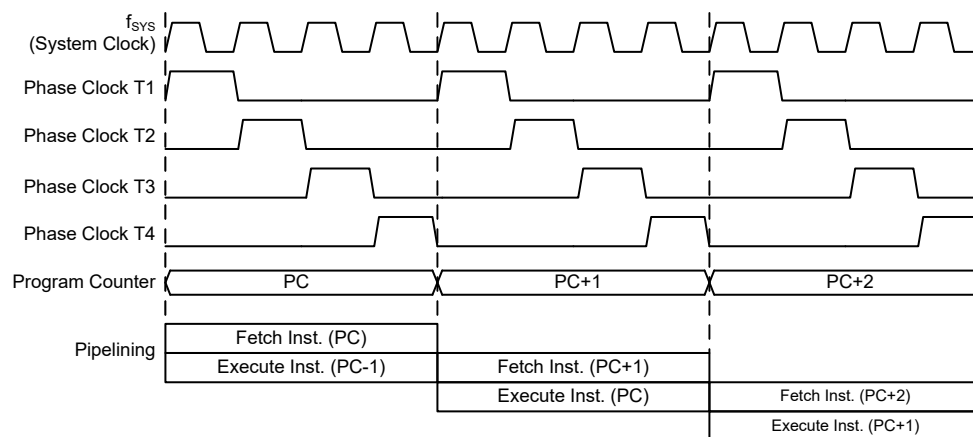 fSYS
(System Clock)
Phase Clock T1
Phase Clock T2
Phase Clock T3
Phase Clock T4
Program Counter PC PC+1 PC+2
Pipelining
Fetch Inst. (PC)
Execute Inst. (PC-1) Fetch Inst. (PC+1)
Execute Inst. (PC) Fetch Inst. (PC+2)
Execute Inst. (PC+1)